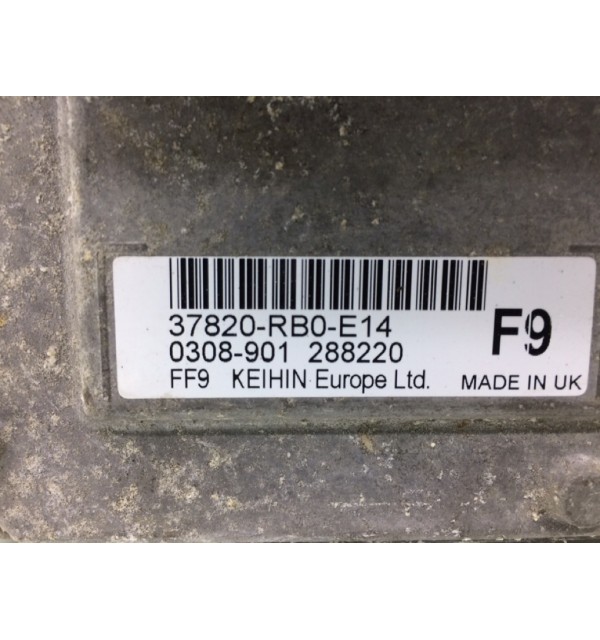 37820-RB0-E14
0308-901 288220
F9
FF9 KEIHIN Europe Ltd. MADE IN UK